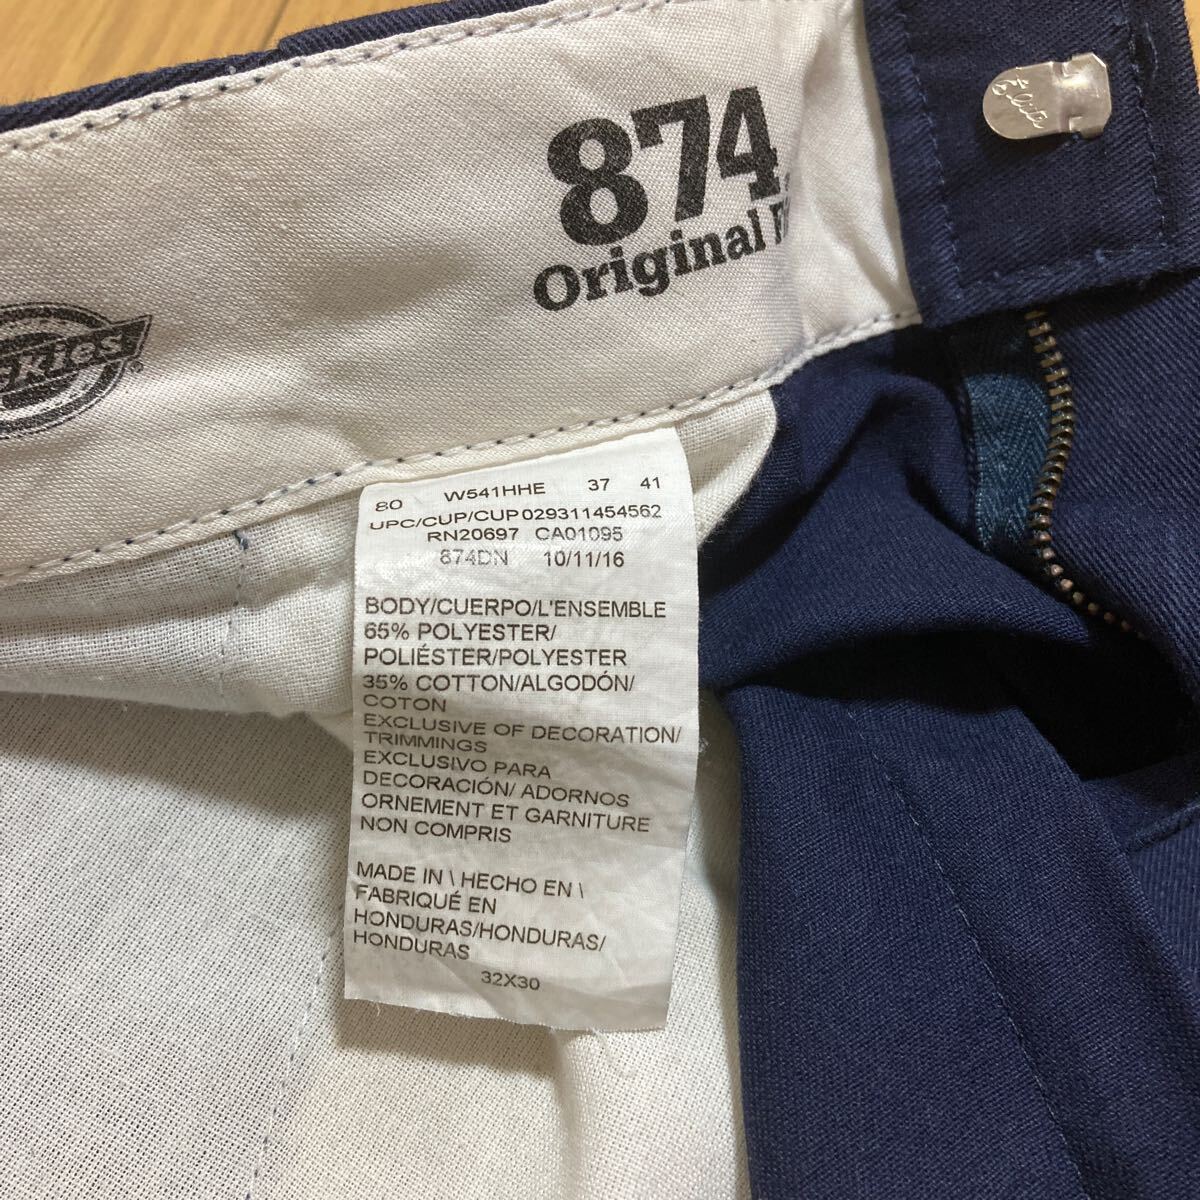 874
Original
80 W541HHE 37 41
UPC/CUP/CUP 029311454562
RN20697 CA01095
874DN 10/11/16
BODY/CUERPO/L'ENSEMBLE
65% POLYESTER/
POLIÉSTER/POLYESTER
35% COTTON/ALGODÓN/
COTON
EXCLUSIVE OF DECORATION/
TRIMMINGS
EXCLUSIVO PARA
DECORACIÓN/ ADORNOS
ORNEMENT ET GARNITURE
NON COMPRIS
MADE IN \ HECHO EN \
FABRIQUÉ EN
HONDURAS/HONDURAS/
HONDURAS
32X30